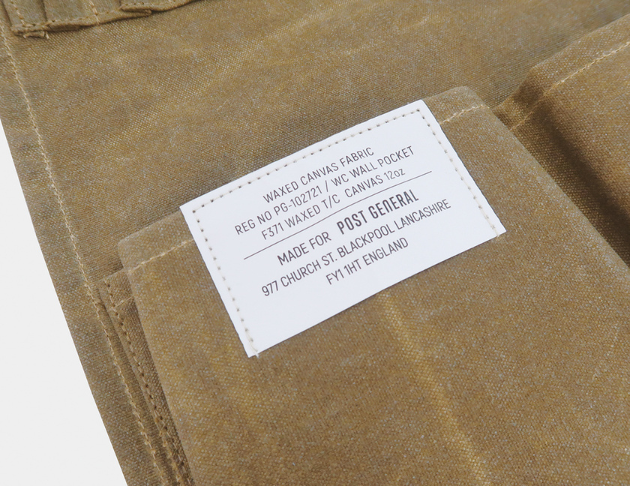 WAXED CANVAS FABRIC
REG NO PG-102721 / WC WALL POCKET
F371 WAXED T/C CANVAS 12oz
MADE FOR POST GENERAL
977 CHURCH ST. BLACKPOOL LANCASHIRE
FY1 1HT ENGLAND